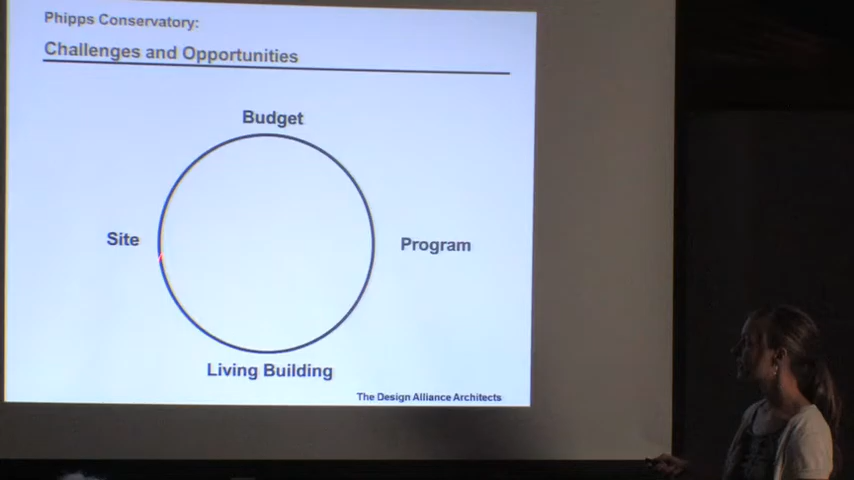 Phipps Conservatory:
Challenges and Opportunities
Budget
Site
Program
Living Building
The Design Alliance Architects